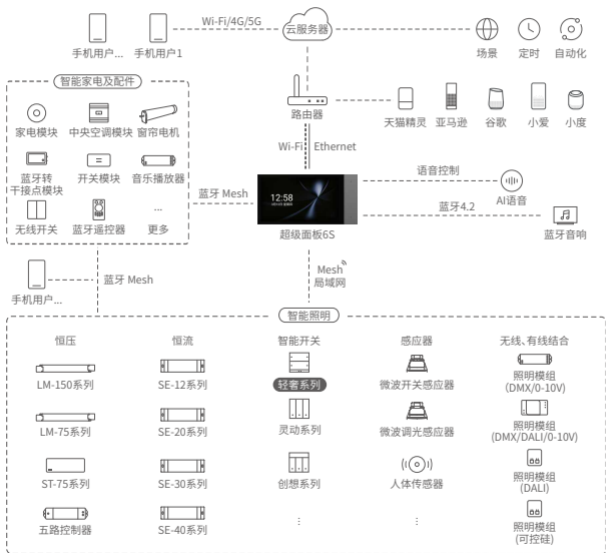 Wi-Fi/4G/5G
云服务器
手机用户...
手机用户1
场景
定时
自动化
智能家电及配件
路由器
天猫精灵
亚马逊
谷歌
小爱
小度
家电模块
中央空调模块
窗帘电机
Wi-Fi
Ethernet
蓝牙转
干接点模块
开关模块
音乐播放器
语音控制
AI语音
蓝牙 Mesh
12:58
蓝牙4.2
蓝牙音响
无线开关
蓝牙遥控器
...
更多
超级面板6S
手机用户...
蓝牙 Mesh
Mesh
局域网
智能照明
恒压
恒流
智能开关
感应器
无线、有线结合
LM-150系列
SE-12系列
轻奢系列
微波开关感应器
照明模组
(DMX/0-10V)
LM-75系列
SE-20系列
灵动系列
微波调光感应器
照明模组
(DMX/DALI/0-10V)
ST-75系列
SE-30系列
创想系列
人体传感器
照明模组
(DALI)
五路控制器
SE-40系列
...
...
照明模组
(可控硅)